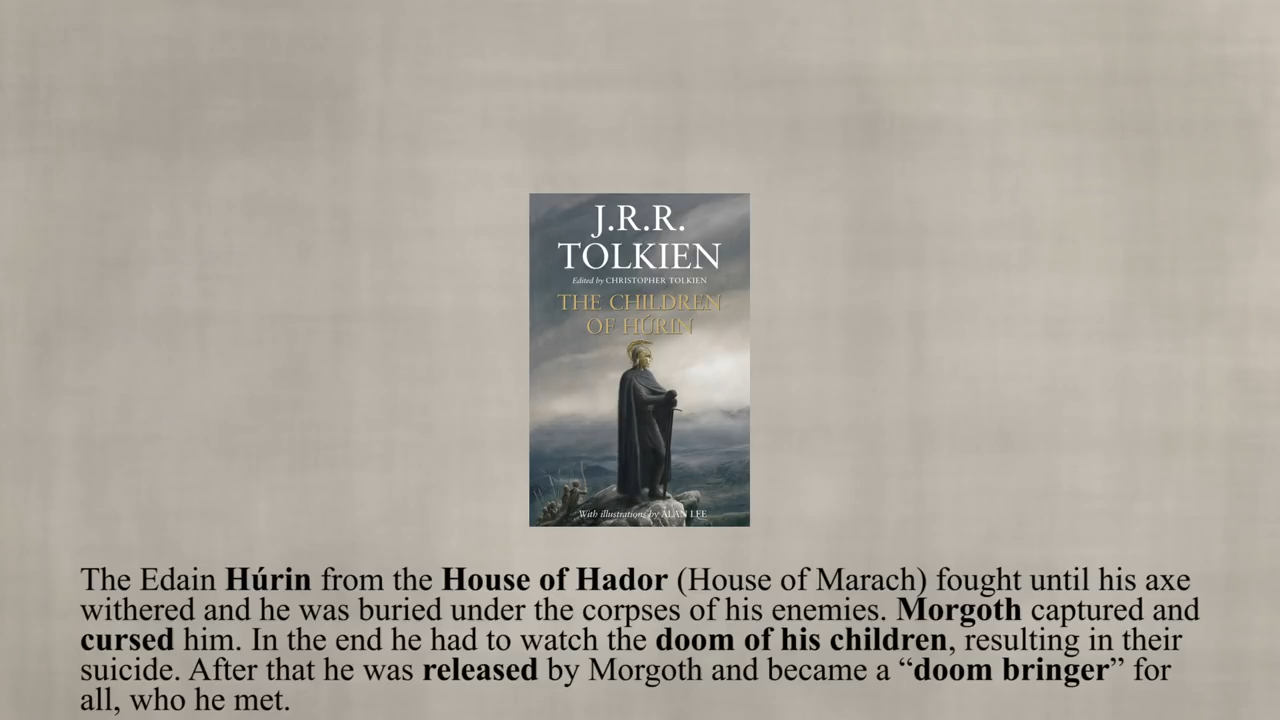 J.R.R.
TOLKIEN
Edited by CHRISTOPHER TOLKIEN
THE CHILDREN
OF HÚRIN
With illustrations by ALAN LEE
The Edain Húrin from the House of Hador (House of Marach) fought until his axe
withered and he was buried under the corpses of his enemies. Morgoth captured and
cursed him. In the end he had to watch the doom of his children, resulting in their
suicide. After that he was released by Morgoth and became a “doom bringer” for
all, who he met.